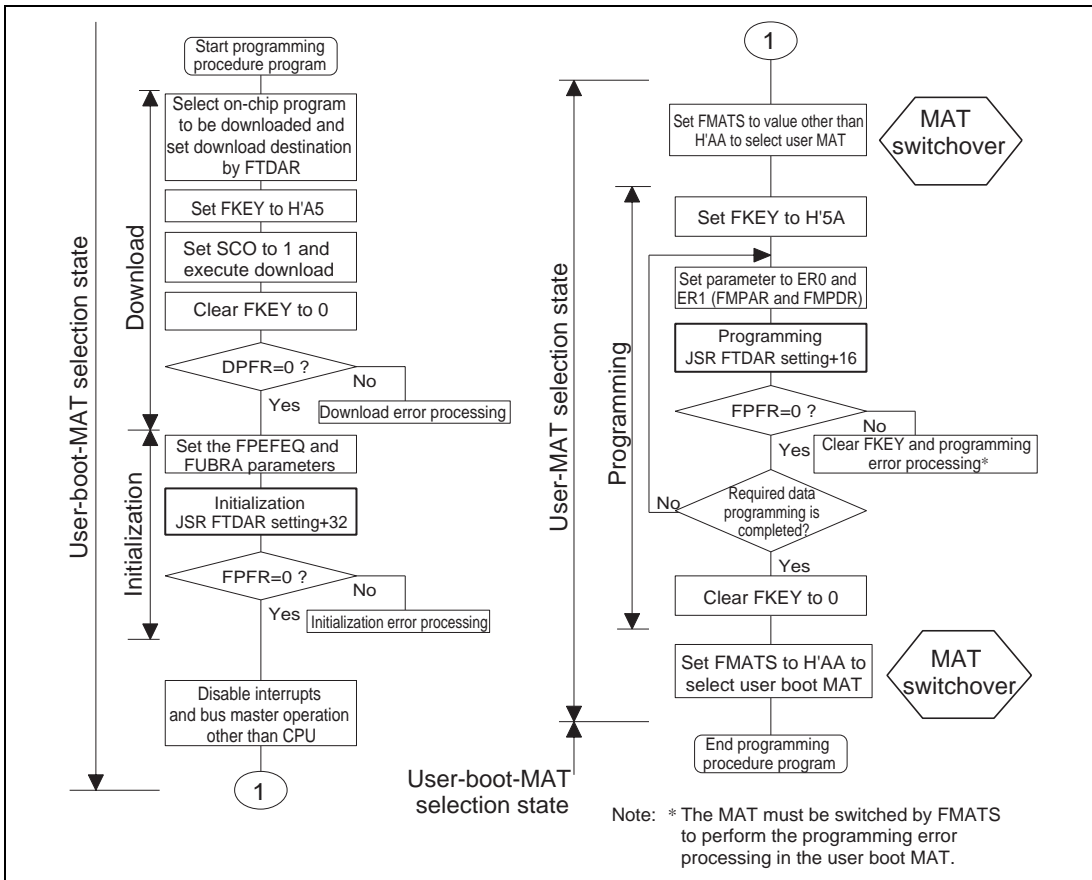 User-boot-MAT selection state
Start programming
procedure program
Download
Select on-chip program
to be downloaded and
set download destination
by FTDAR
Set FKEY to H'A5
Set SCO to 1 and
execute download
Clear FKEY to 0
DPFR=0 ?
No
Yes
Download error processing
Initialization
Set the FPEFEQ and
FUBRA parameters
Initialization
JSR FTDAR setting+32
FPFR=0 ?
No
Yes
Initialization error processing
Disable interrupts
and bus master operation
other than CPU
1
1
User-MAT selection state
Set FMATS to value other than
H'AA to select user MAT
MAT
switchover
Programming
Set FKEY to H'5A
Set parameter to ER0 and
ER1 (FMPAR and FMPDR)
Programming
JSR FTDAR setting+16
FPFR=0 ?
No
Yes
Clear FKEY and programming
error processing*
No
Required data
programming is
completed?
Yes
Clear FKEY to 0
Set FMATS to H'AA to
select user boot MAT
MAT
switchover
End programming
procedure program
User-boot-MAT
selection state
Note: * The MAT must be switched by FMATS
to perform the programming error
processing in the user boot MAT.